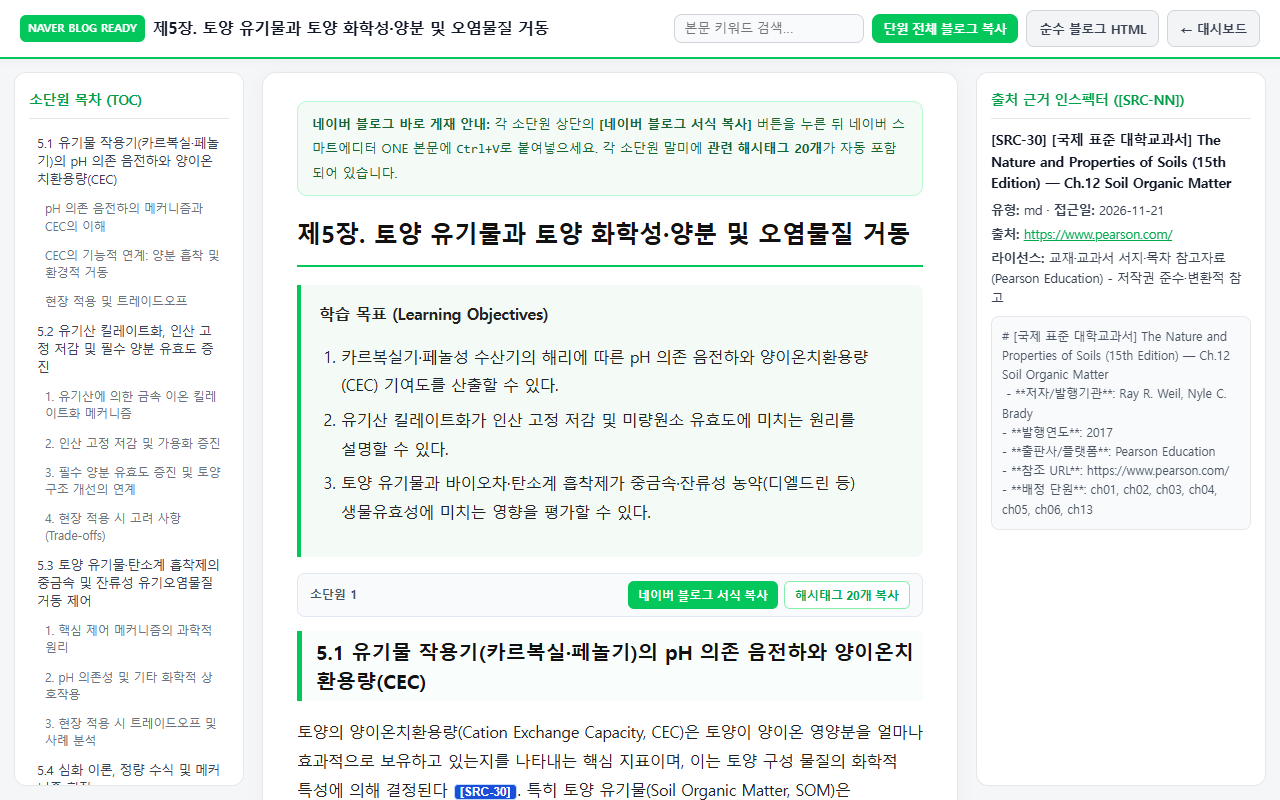 NAVER BLOG READY
제5장. 토양 유기물과 토양 화학성·양분 및 오염물질 거동
본문 키워드 검색...
단원 전체 블로그 복사
순수 블로그 HTML
← 대시보드
소단원 목차 (TOC)
5.1 유기물 작용기(카르복실·페놀
기)의 pH 의존 음전하와 양이온
치환용량(CEC)
pH 의존 음전하의 메커니즘과
CEC의 이해
CEC의 기능적 연계: 양분 흡착 및
환경적 거동
현장 적용 및 트레이드오프
5.2 유기산 킬레이트화, 인산 고
정 저감 및 필수 양분 유효도 증
진
1. 유기산에 의한 금속 이온 킬레
이트화 메커니즘
2. 인산 고정 저감 및 가용화 증진
3. 필수 양분 유효도 증진 및 토양
구조 개선의 연계
4. 현장 적용 시 고려 사항
(Trade-offs)
5.3 토양 유기물·탄소계 흡착제의
중금속 및 잔류성 유기오염물질
거동 제어
1. 핵심 제어 메커니즘의 과학적
원리
2. pH 의존성 및 기타 화학적 상
호작용
3. 현장 적용 시 트레이드오프 및
사례 분석
5.4 심화 이론, 정량 수식 및 메커
네이버 블로그 바로 게재 안내: 각 소단원 상단의 [네이버 블로그 서식 복사] 버튼을 누른 뒤 네이버 스
마트에디터 ONE 본문에 Ctrl+V로 붙여넣으세요. 각 소단원 말미에 관련 해시태그 20개가 자동 포함
되어 있습니다.
제5장. 토양 유기물과 토양 화학성·양분 및 오염물질 거동
학습 목표 (Learning Objectives)
1. 카르복실기·페놀성 수산기의 해리에 따른 pH 의존 음전하와 양이온치환용량
(CEC) 기여도를 산출할 수 있다.
2. 유기산 킬레이트화가 인산 고정 저감 및 미량원소 유효도에 미치는 원리를
설명할 수 있다.
3. 토양 유기물과 바이오차·탄소계 흡착제가 중금속·잔류성 농약(디엘드린 등)
생물유효성에 미치는 영향을 평가할 수 있다.
소단원 1
네이버 블로그 서식 복사
해시태그 20개 복사
5.1 유기물 작용기(카르복실·페놀기)의 pH 의존 음전하와 양이온치
환용량(CEC)
토양의 양이온치환용량(Cation Exchange Capacity, CEC)은 토양이 양이온 영양분을 얼마나
효과적으로 보유하고 있는지를 나타내는 핵심 지표이며, 이는 토양 구성 물질의 화학적
특성에 의해 결정된다 [SRC-30]. 특히 토양 유기물(Soil Organic Matter, SOM)은
출처 근거 인스펙터 ([SRC-NN])
[SRC-30] [국제 표준 대학교과서] The
Nature and Properties of Soils (15th
Edition) — Ch.12 Soil Organic Matter
유형: md · 접근일: 2026-11-21
출처: https://www.pearson.com/
라이선스: 교재·교과서 서지·목차 참고자료
(Pearson Education) - 저작권 준수·변환적 참
고
# [국제 표준 대학교과서] The Nature and
Properties of Soils (15th Edition) — Ch.12
Soil Organic Matter
- **저자/발행기관**: Ray R. Weil, Nyle C.
Brady
- **발행연도**: 2017
- **출판사/플랫폼**: Pearson Education
- **참조 URL**: https://www.pearson.com/
- **배정 단원**: ch01, ch02, ch03, ch04,
ch05, ch06, ch13